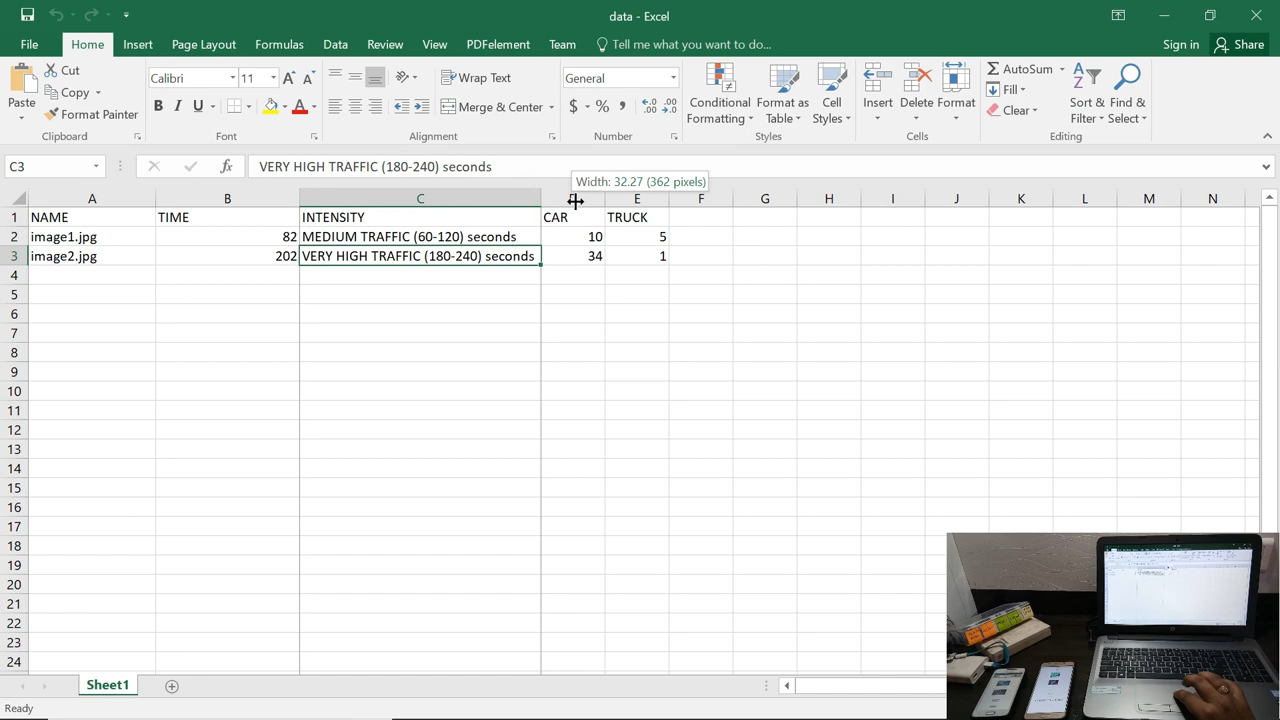 data - Excel
File Home Insert Page Layout Formulas Data Review View PDFelement Team Tell me what you want to do... Sign in Share
Paste Cut Copy Format Painter
Calibri 11 B I U A A A
Wrap Text
Merge & Center
General
$ % , .0 .00 .00 .0
Conditional Formatting Format as Table Cell Styles
Insert Delete Format
AutoSum Fill Clear
Sort & Filter Find & Select
Clipboard Font Alignment Number Styles Cells Editing
C3 fx VERY HIGH TRAFFIC (180-240) seconds
Width: 32.27 (362 pixels)
A B C E F G H I J K L M N
1 NAME TIME INTENSITY CAR TRUCK
2 image1.jpg 82 MEDIUM TRAFFIC (60-120) seconds 10 5
3 image2.jpg 202 VERY HIGH TRAFFIC (180-240) seconds 34 1
4
5
6
7
8
9
10
11
12
13
14
15
16
17
18
19
20
21
22
23
24
Sheet1
Ready